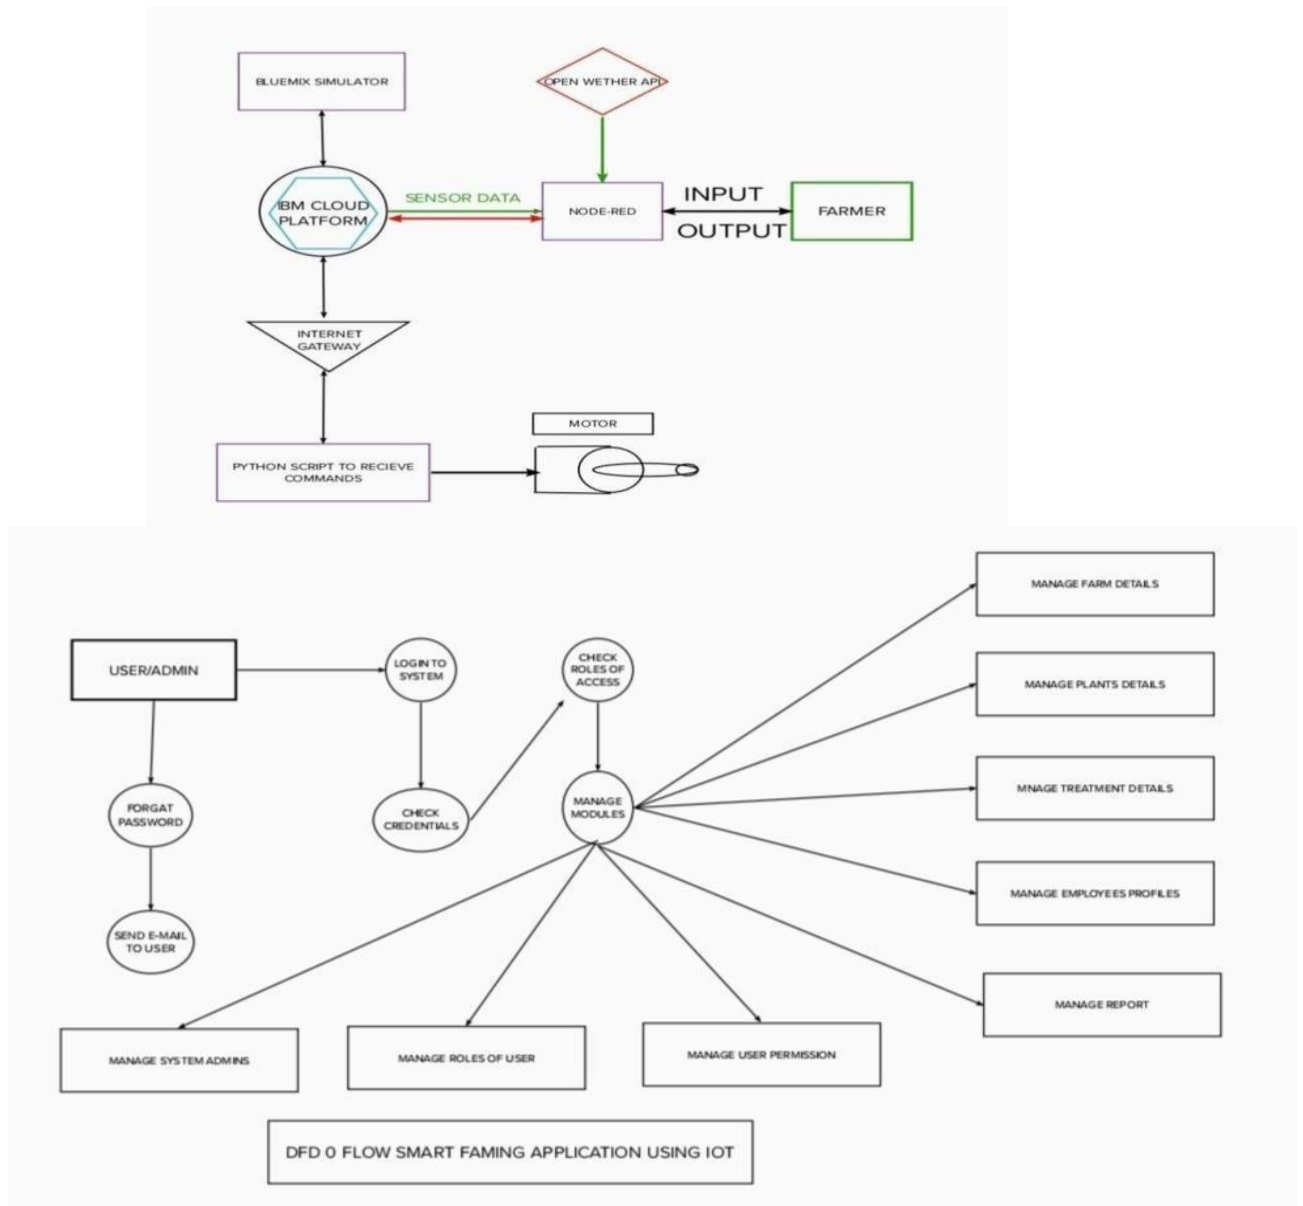 BLUEMIX SIMULATOR
OPEN WETHER API
IBM CLOUD
PLATFORM
SENSOR DATA
NODE-RED
INPUT
OUTPUT
FARMER
INTERNET
GATEWAY
MOTOR
PYTHON SCRIPT TO RECIEVE
COMMANDS
MANAGE FARM DETAILS
USER/ADMIN
LOGIN TO
SYSTEM
CHECK
ROLES OF
ACCESS
MANAGE PLANTS DETAILS
FORGAT
PASSWORD
CHECK
CREDENTIALS
MANAGE
MODULES
MNAGE TREATMENT DETAILS
MANAGE EMPLOYEES PROFILES
SEND E-MAIL
TO USER
MANAGE REPORT
MANAGE SYSTEM ADMINS
MANAGE ROLES OF USER
MANAGE USER PERMISSION
DFD 0 FLOW SMART FAMING APPLICATION USING IOT